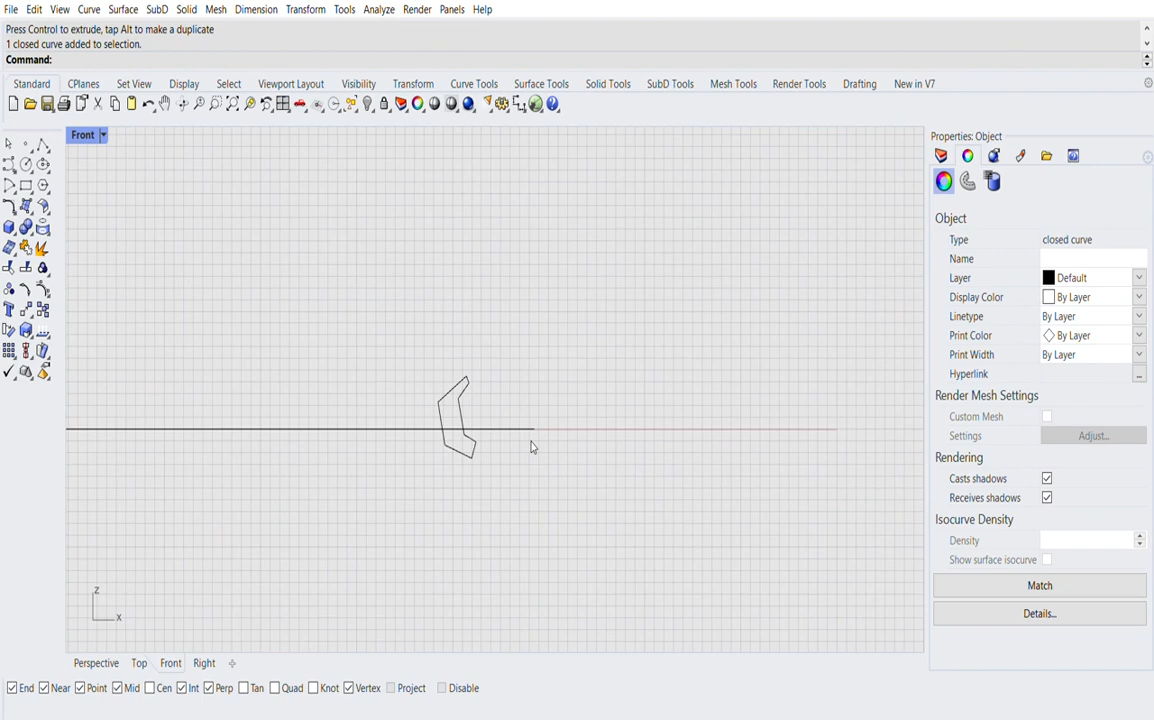 File Edit View Curve Surface SubD Solid Mesh Dimension Transform Tools Analyze Render Panels Help
Press Control to extrude, tap Alt to make a duplicate
1 closed curve added to selection.
Command:
Standard CPlanes Set View Display Select Viewport Layout Visibility Transform Curve Tools Surface Tools Solid Tools SubD Tools Mesh Tools Render Tools Drafting New in V7
Front
Properties: Object
Object
Type closed curve
Name
Layer Default
Display Color By Layer
Linetype By Layer
Print Color By Layer
Print Width By Layer
Hyperlink ...
Render Mesh Settings
Custom Mesh
Settings Adjust...
Rendering
Casts shadows
Receives shadows
Isocurve Density
Density
Show surface isocurve
Match
Details...
z
x
Perspective Top Front Right
End Near Point Mid Cen Int Perp Tan Quad Knot Vertex Project Disable